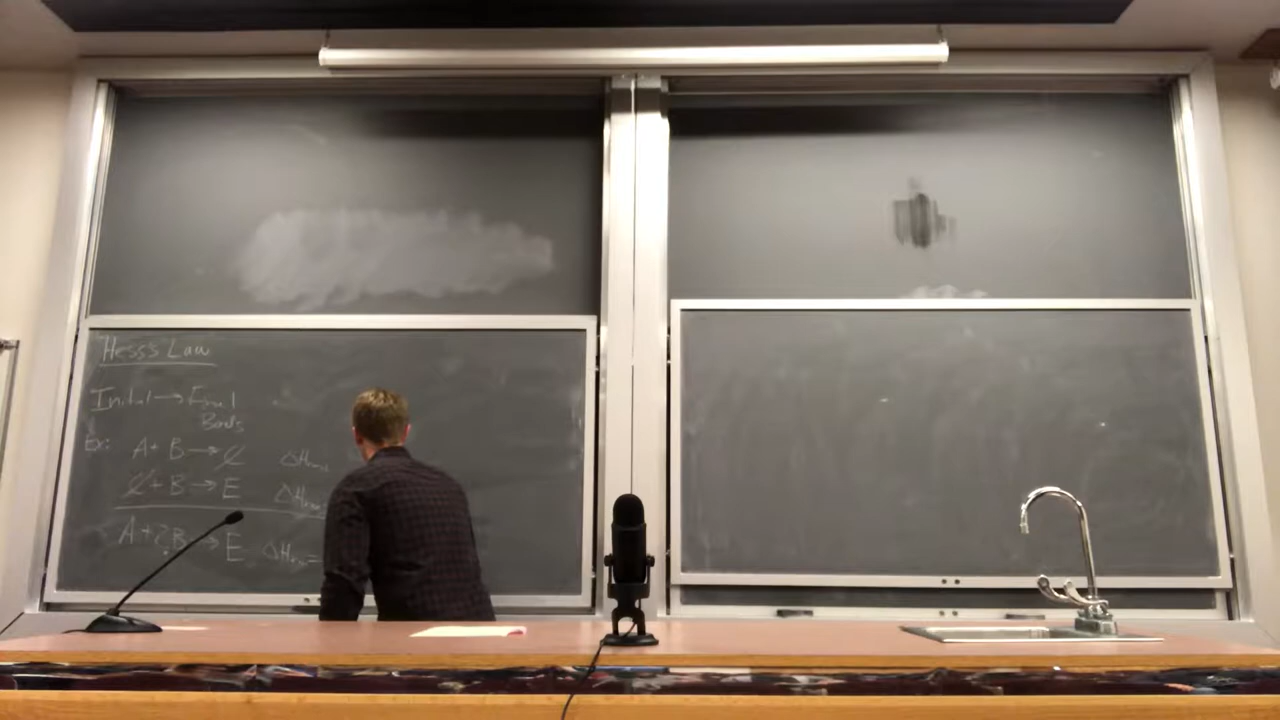 Hess's Law
Initial → Final
Bonds
Ex: A + B → C ΔH
C + B → E ΔH
A + 2B → E ΔH =